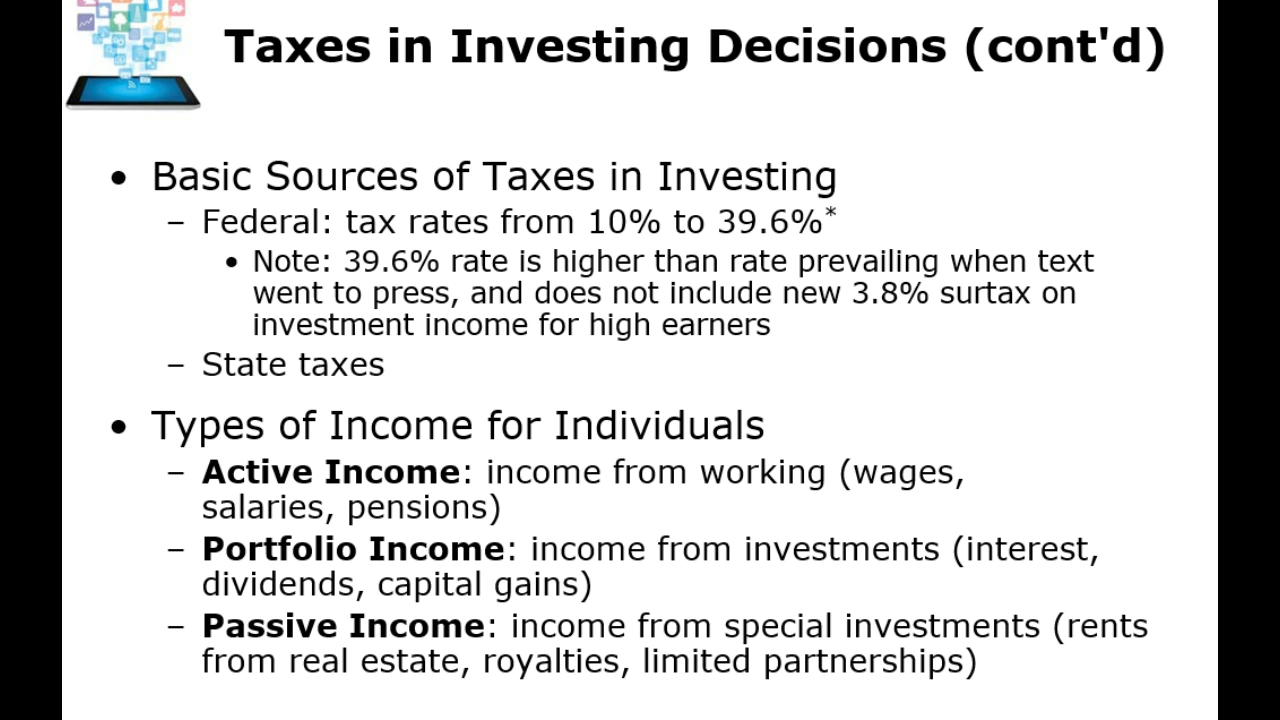 Taxes in Investing Decisions (cont'd)
• Basic Sources of Taxes in Investing
– Federal: tax rates from 10% to 39.6%*
• Note: 39.6% rate is higher than rate prevailing when text
went to press, and does not include new 3.8% surtax on
investment income for high earners
– State taxes
• Types of Income for Individuals
– Active Income: income from working (wages,
salaries, pensions)
– Portfolio Income: income from investments (interest,
dividends, capital gains)
– Passive Income: income from special investments (rents
from real estate, royalties, limited partnerships)